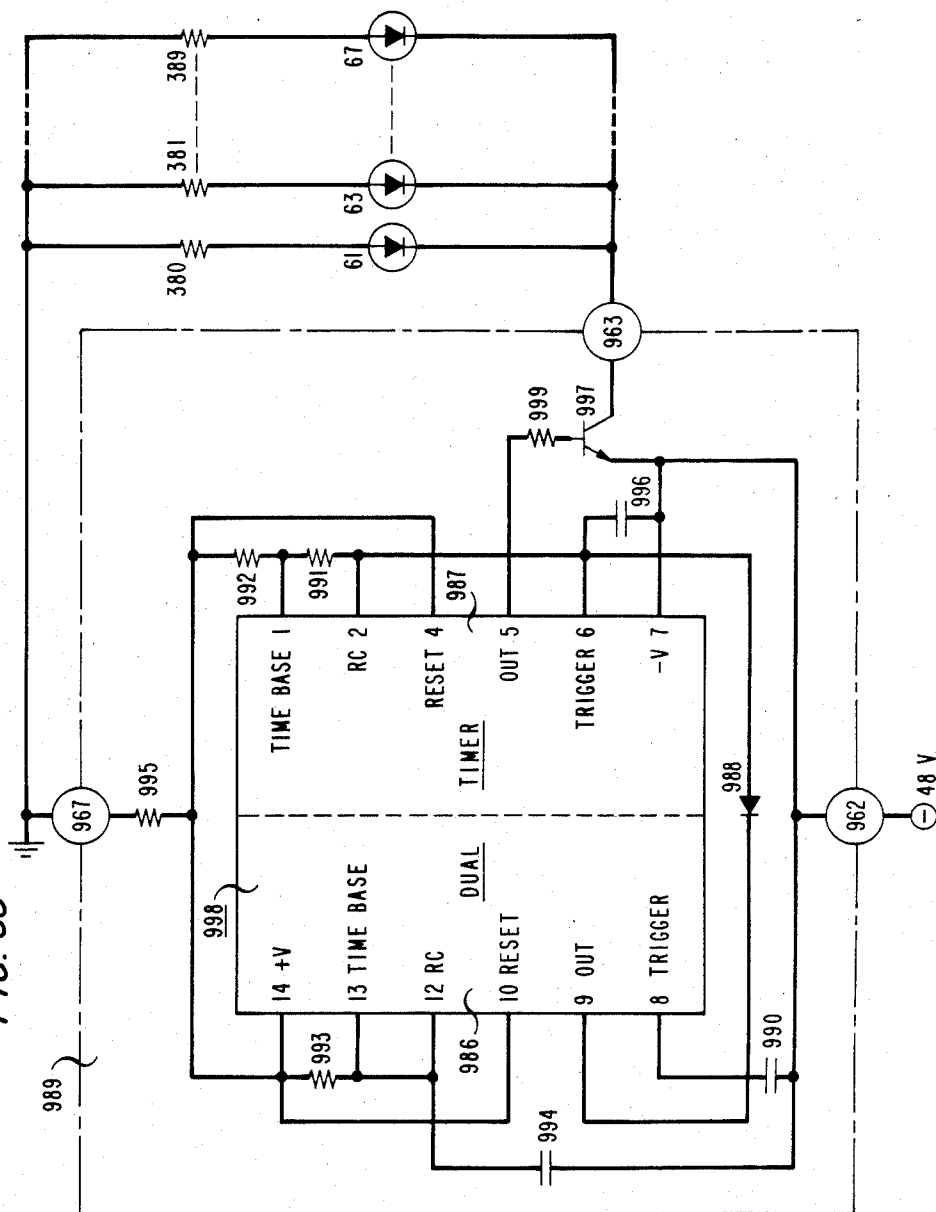 FIG.
989
967
995
380 381 389
998
992
14 +V TIME BASE 1
991
993
13 TIME BASE RC 2
61 63 67
12 RC RESET 4
987
DUAL TIMER
986
10 RESET OUT 5
999
994
997
9 OUT TRIGGER 6
963
996
8 TRIGGER -V 7
988
990
962
− 48 V